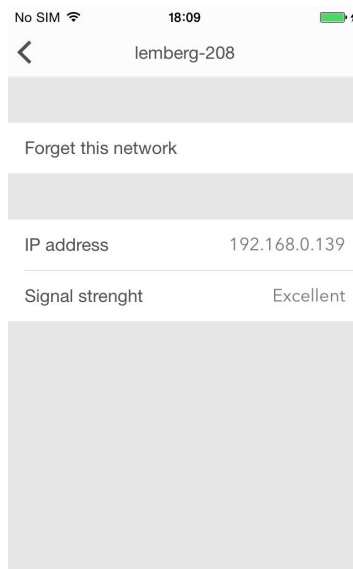 No SIM 18:09
lemberg-208
Forget this network
IP address 192.168.0.139
Signal strenght Excellent